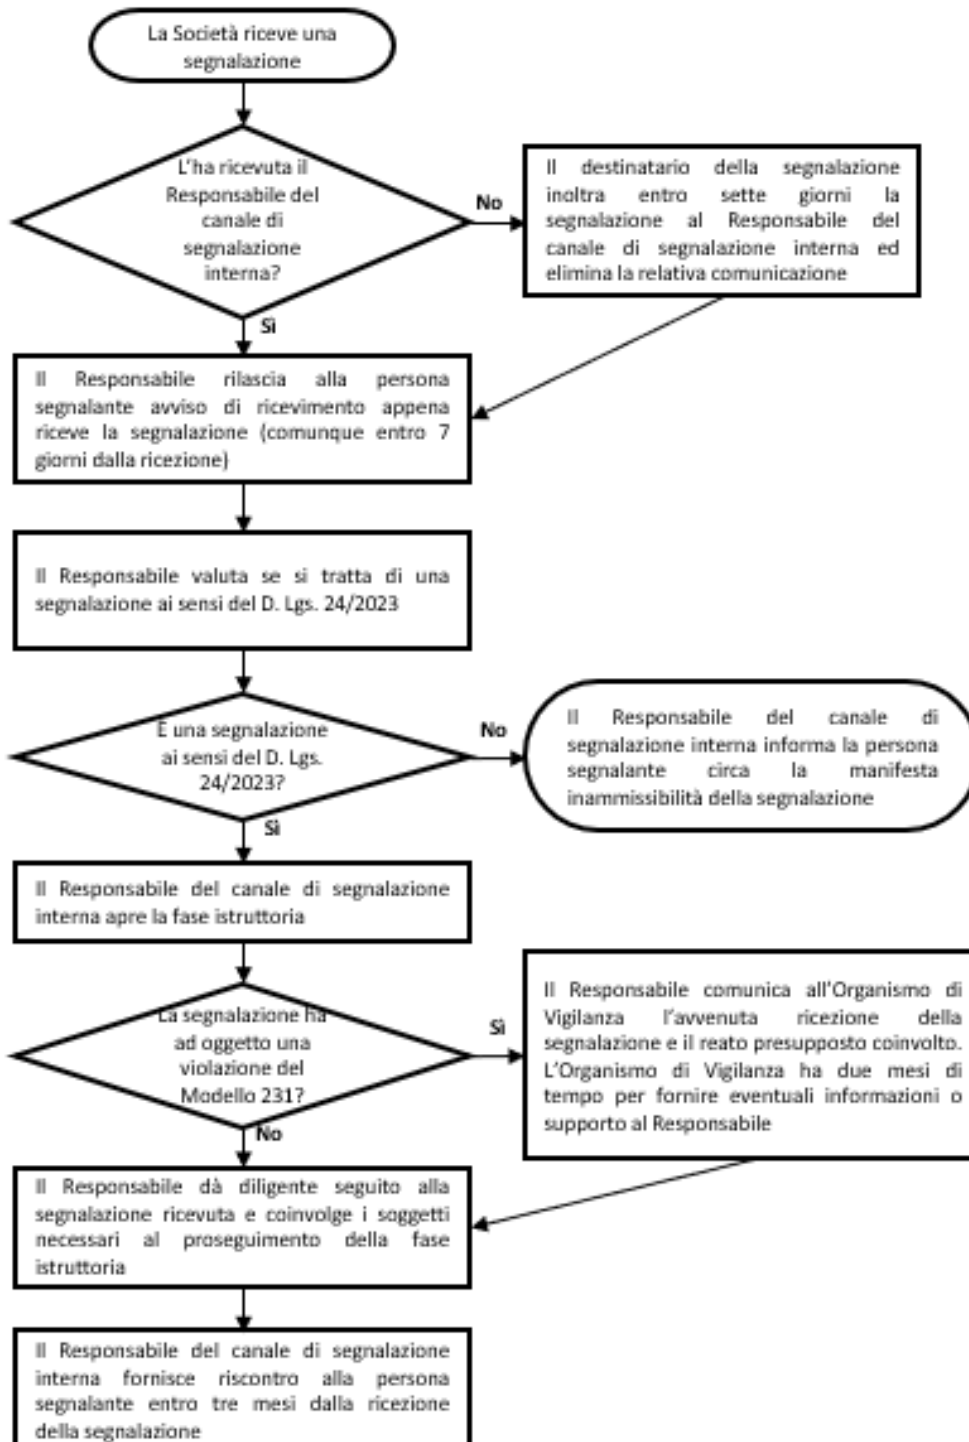 La Società riceve una
segnalazione
L'ha ricevuta il
Responsabile del
canale di
segnalazione
interna?
No
Il destinatario della segnalazione
inoltra entro sette giorni la
segnalazione al Responsabile del
canale di segnalazione interna ed
elimina la relativa comunicazione
Sì
Il Responsabile rilascia alla persona
segnalante avviso di ricevimento appena
riceve la segnalazione (comunque entro 7
giorni dalla ricezione)
Il Responsabile valuta se si tratta di una
segnalazione ai sensi del D. Lgs. 24/2023
È una segnalazione
ai sensi del D. Lgs.
24/2023?
No
Il Responsabile del canale di
segnalazione interna informa la persona
segnalante circa la manifesta
inammissibilità della segnalazione
Sì
Il Responsabile del canale di segnalazione
interna apre la fase istruttoria
La segnalazione ha
ad oggetto una
violazione del
Modello 231?
Sì
Il Responsabile comunica all'Organismo di
Vigilanza l'avvenuta ricezione della
segnalazione e il reato presupposto coinvolto.
L'Organismo di Vigilanza ha due mesi di
tempo per fornire eventuali informazioni o
supporto al Responsabile
No
Il Responsabile dà diligente seguito alla
segnalazione ricevuta e coinvolge i soggetti
necessari al proseguimento della fase
istruttoria
Il Responsabile del canale di segnalazione
interna fornisce riscontro alla persona
segnalante entro tre mesi dalla ricezione
della segnalazione